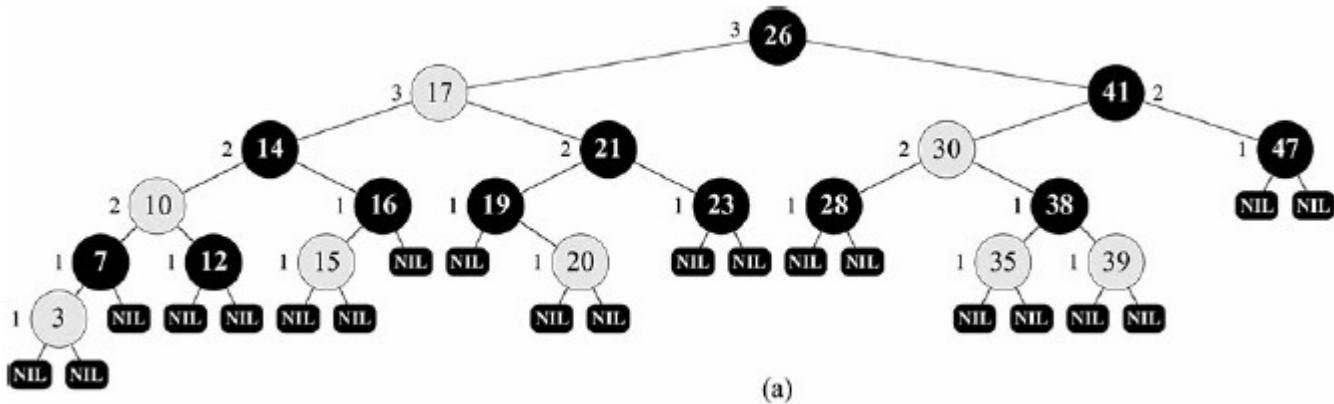 3 26
3 17 41 2
2 14 2 21 2 30 1 47
2 10 1 16 1 19 1 23 1 28 1 38 NIL NIL
1 7 1 12 1 15 NIL NIL 1 20 NIL NIL NIL NIL 1 35 1 39
1 3 NIL NIL NIL NIL NIL NIL NIL NIL NIL NIL NIL
NIL NIL
(a)